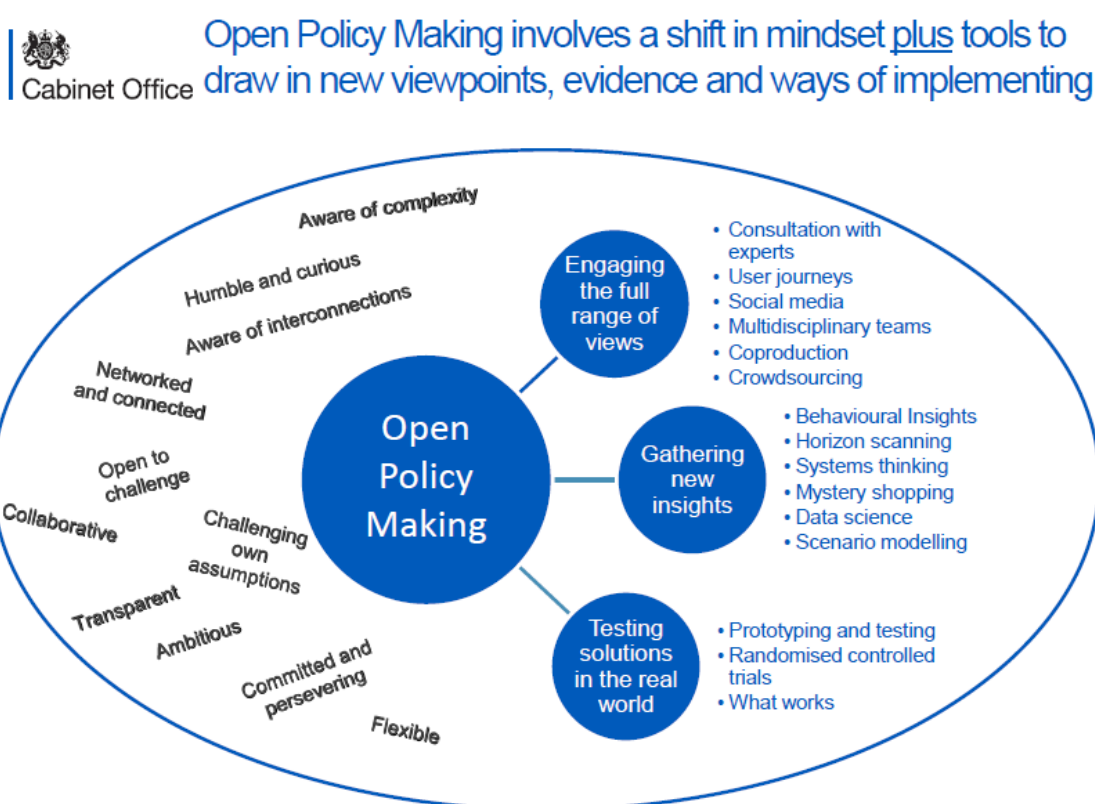 Open Policy Making involves a shift in mindset plus tools to
draw in new viewpoints, evidence and ways of implementing
Cabinet Office
Aware of complexity
Humble and curious
Aware of interconnections
Networked
and connected
Open to
challenge
Collaborative
Challenging
own
assumptions
Transparent
Ambitious
Committed and
persevering
Flexible
Open
Policy
Making
Engaging
the full
range of
views
• Consultation with
experts
• User journeys
• Social media
• Multidisciplinary teams
• Coproduction
• Crowdsourcing
Gathering
new
insights
• Behavioural Insights
• Horizon scanning
• Systems thinking
• Mystery shopping
• Data science
• Scenario modelling
Testing
solutions
in the real
world
• Prototyping and testing
• Randomised controlled
trials
• What works